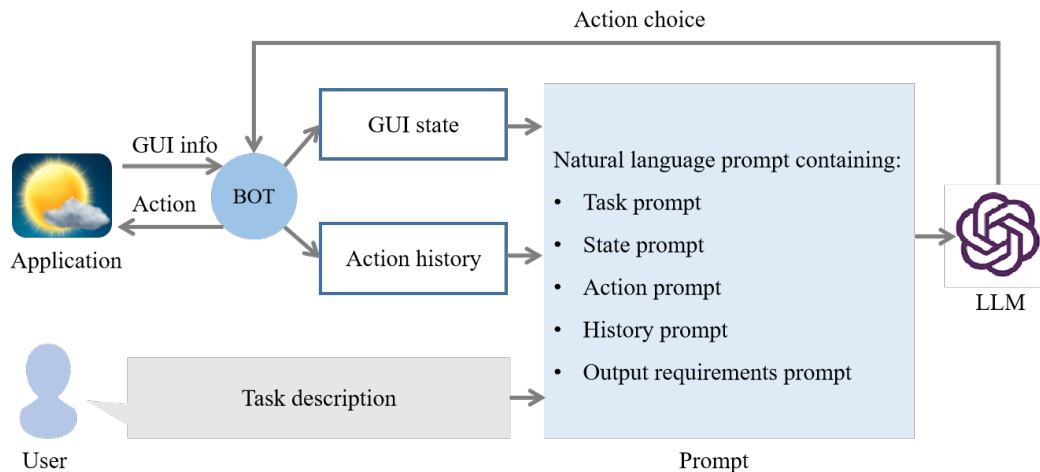 Action choice
GUI info
BOT
Action
Application
GUI state
Action history
Natural language prompt containing:
• Task prompt
• State prompt
• Action prompt
• History prompt
• Output requirements prompt
LLM
Task description
User
Prompt